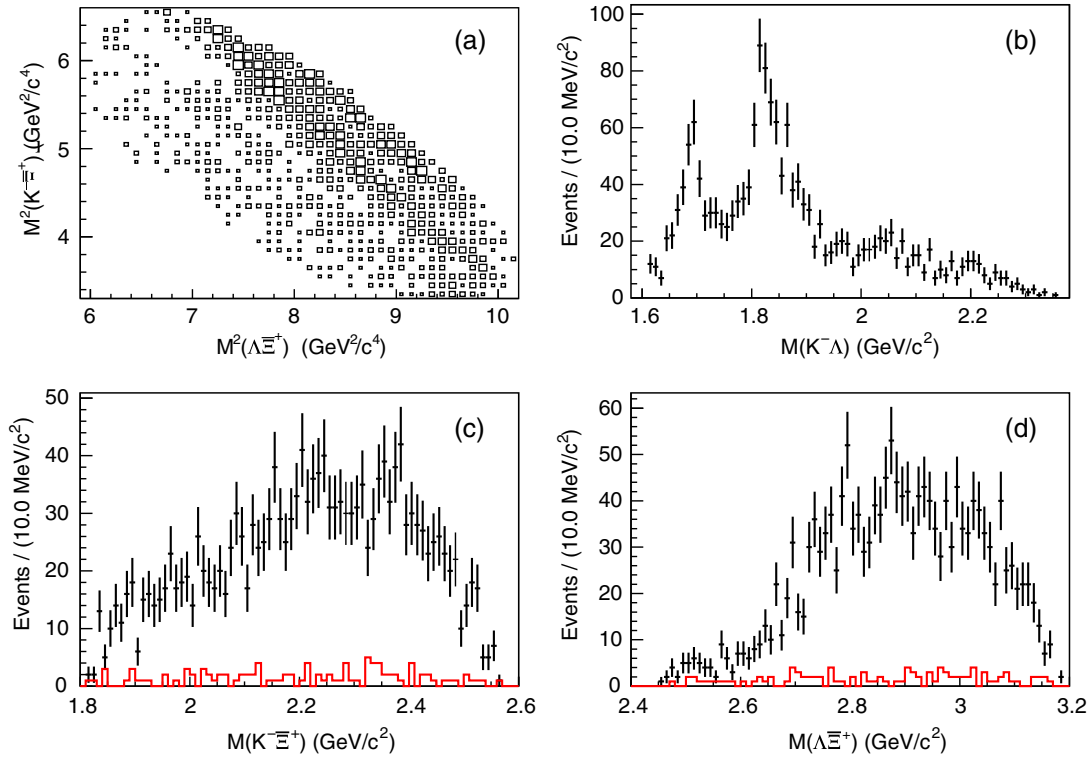 (a)
M²(K⁻Ξ̅⁺) (GeV²/c⁴)
6
5
4
6 7 8 9 10
M²(ΛΞ̅⁺) (GeV²/c⁴)
(b)
Events / (10.0 MeV/c²)
100
80
60
40
20
0
1.6 1.8 2 2.2
M(K⁻Λ) (GeV/c²)
(c)
Events / (10.0 MeV/c²)
50
40
30
20
10
0
1.8 2 2.2 2.4 2.6
M(K⁻Ξ̅⁺) (GeV/c²)
(d)
Events / (10.0 MeV/c²)
60
50
40
30
20
10
0
2.4 2.6 2.8 3 3.2
M(ΛΞ̅⁺) (GeV/c²)